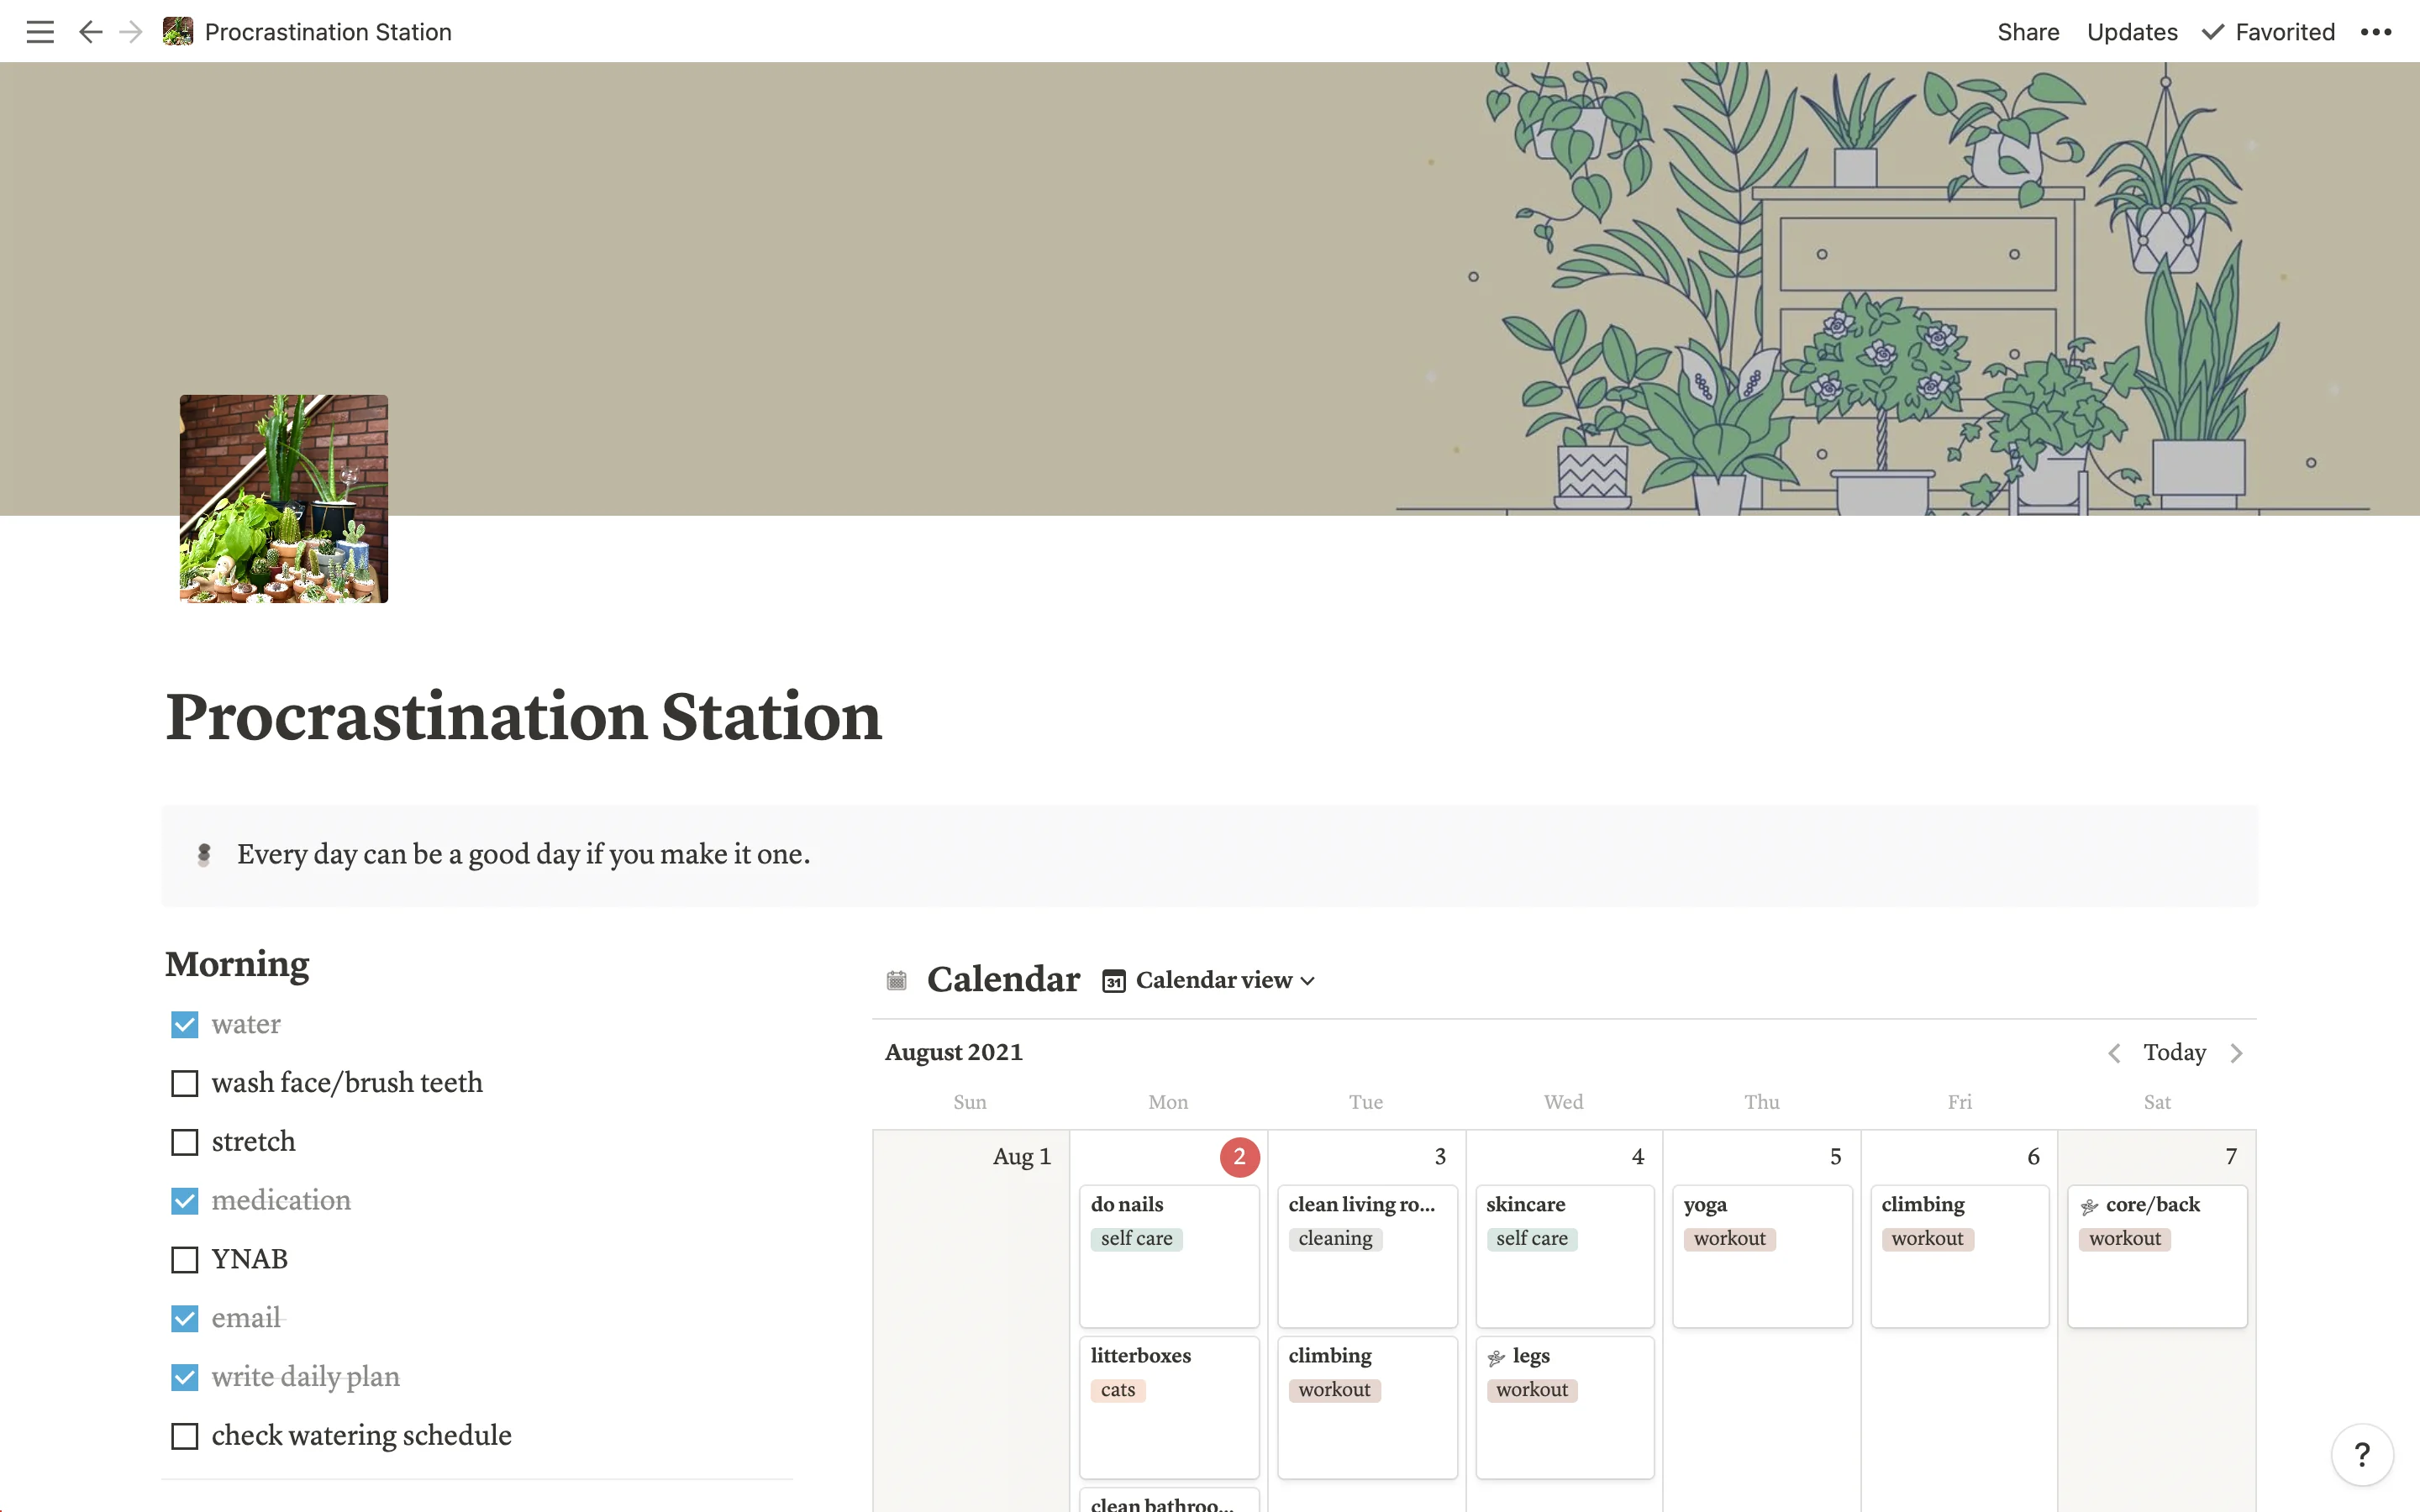 Procrastination Station
Share Updates Favorited
Procrastination Station
Every day can be a good day if you make it one.
Morning
water
wash face/brush teeth
stretch
medication
YNAB
email
write daily plan
check watering schedule
Calendar 31 Calendar view
August 2021
Today
Sun Mon Tue Wed Thu Fri Sat
Aug 1 2 3 4 5 6 7
do nails
self care
litterboxes
cats
clean bathroo...
clean living ro...
cleaning
climbing
workout
skincare
self care
legs
workout
yoga
workout
climbing
workout
core/back
workout
?